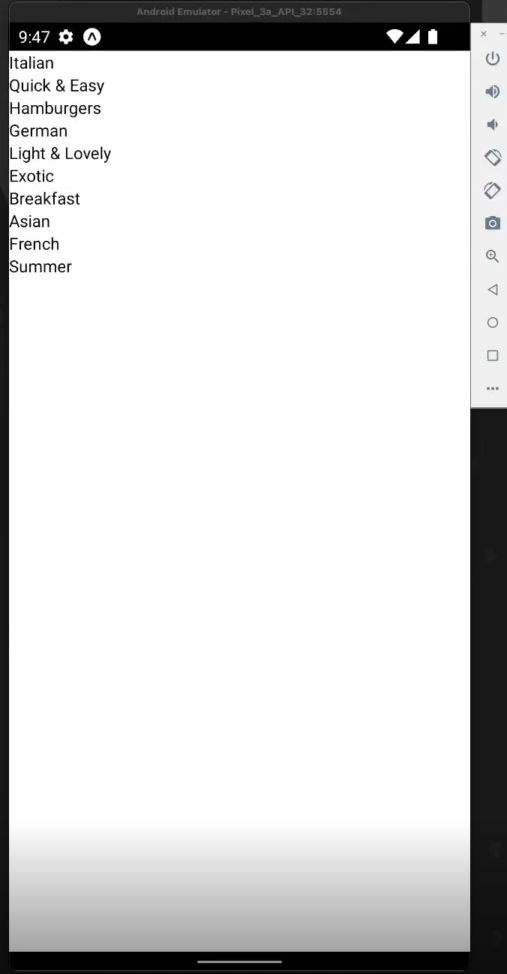 Android Emulator - Pixel_3a_API_32:5554
9:47
Italian
Quick & Easy
Hamburgers
German
Light & Lovely
Exotic
Breakfast
Asian
French
Summer